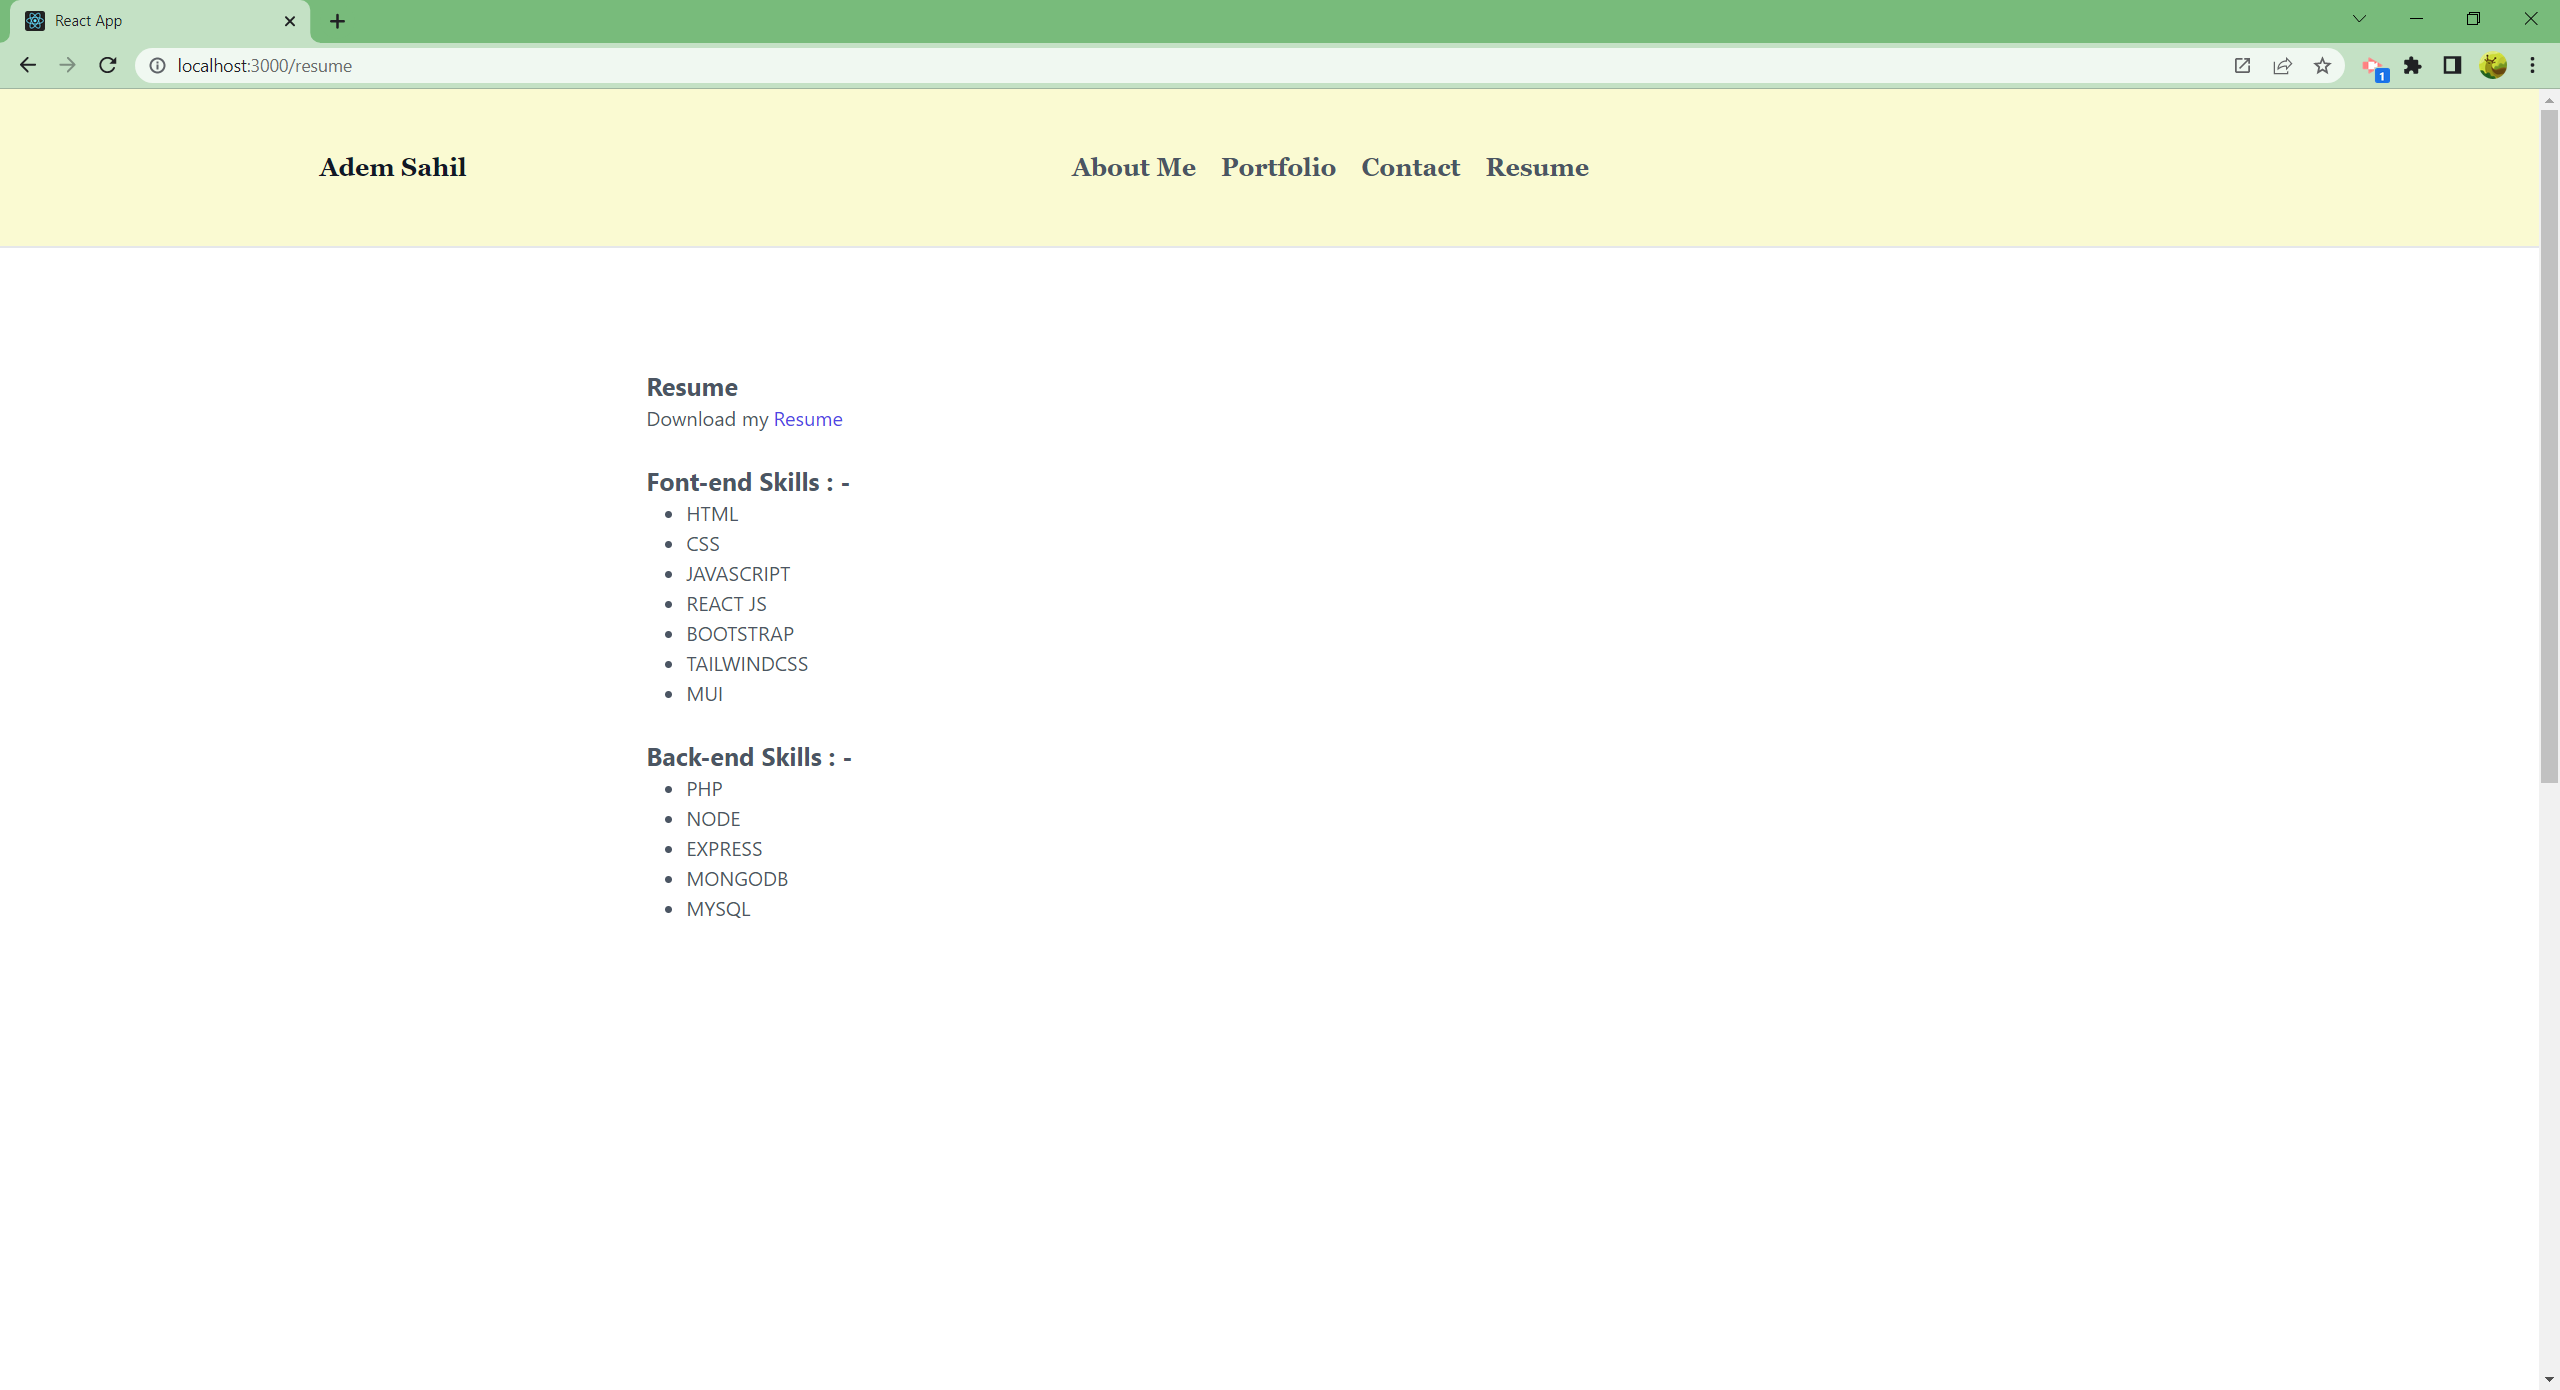 React App
localhost:3000/resume
1
Adem Sahil
About Me Portfolio Contact Resume
Resume
Download my Resume
Font-end Skills : -
HTML
CSS
JAVASCRIPT
REACT JS
BOOTSTRAP
TAILWINDCSS
MUI
Back-end Skills : -
PHP
NODE
EXPRESS
MONGODB
MYSQL